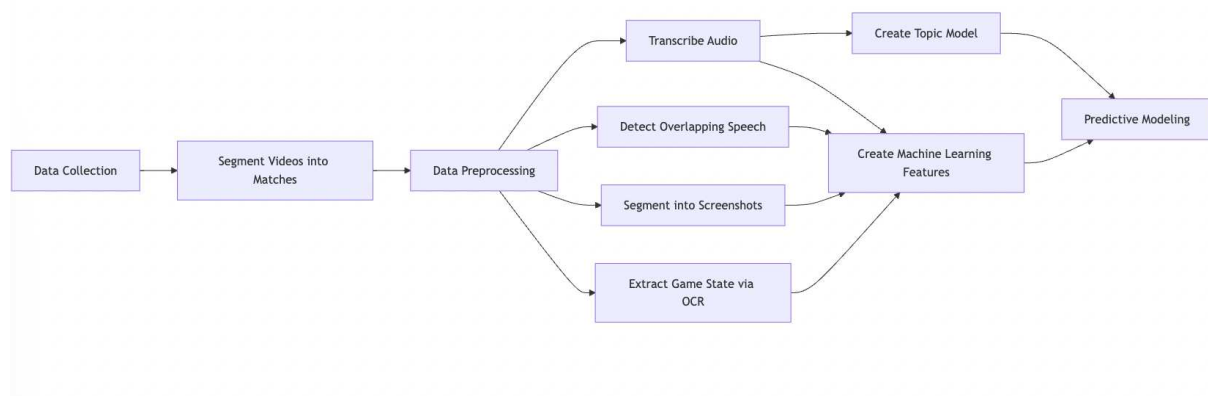 Data Collection
Segment Videos into
Matches
Data Preprocessing
Transcribe Audio
Detect Overlapping Speech
Segment into Screenshots
Extract Game State via
OCR
Create Topic Model
Create Machine Learning
Features
Predictive Modeling